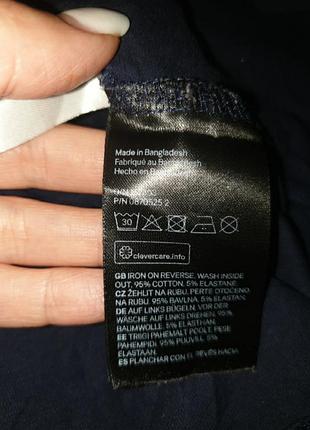 Made in Bangladesh
Fabriqué au Bangladesh
Hecho en
P/N 0870525 2
30
clevercare.info
GB IRON ON REVERSE. WASH INSIDE
OUT. 95% COTTON. 5% ELASTANE.
CZ ŽEHLIT NA RUBU. PERTE OTOČENO
NA RUBU. 95% BAVLNA. 5% ELASTAN.
DE AUF LINKS BÜGELN. VOR DER
WÄSCHE AUF LINKS DREHEN. 95%
BAUMWOLLE. 5% ELASTHAN.
EE TRIIGI PAHEMALT POOLT. PESE
PAHEMPIDI. 95% PUUVILL. 5%
ELASTAAN.
ES PLANCHAR CON EL REVÉS HACIA